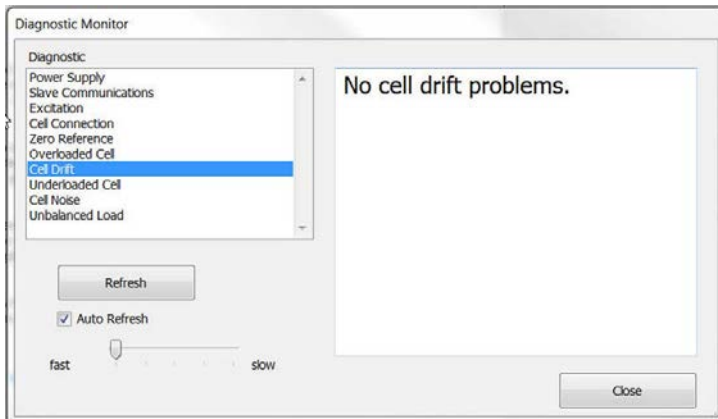 Diagnostic Monitor
Diagnostic
Power Supply
Slave Communications
Excitation
Cell Connection
Zero Reference
Overloaded Cell
Cell Drift
Underloaded Cell
Cell Noise
Unbalanced Load
No cell drift problems.
Refresh
Auto Refresh
fast slow
Close